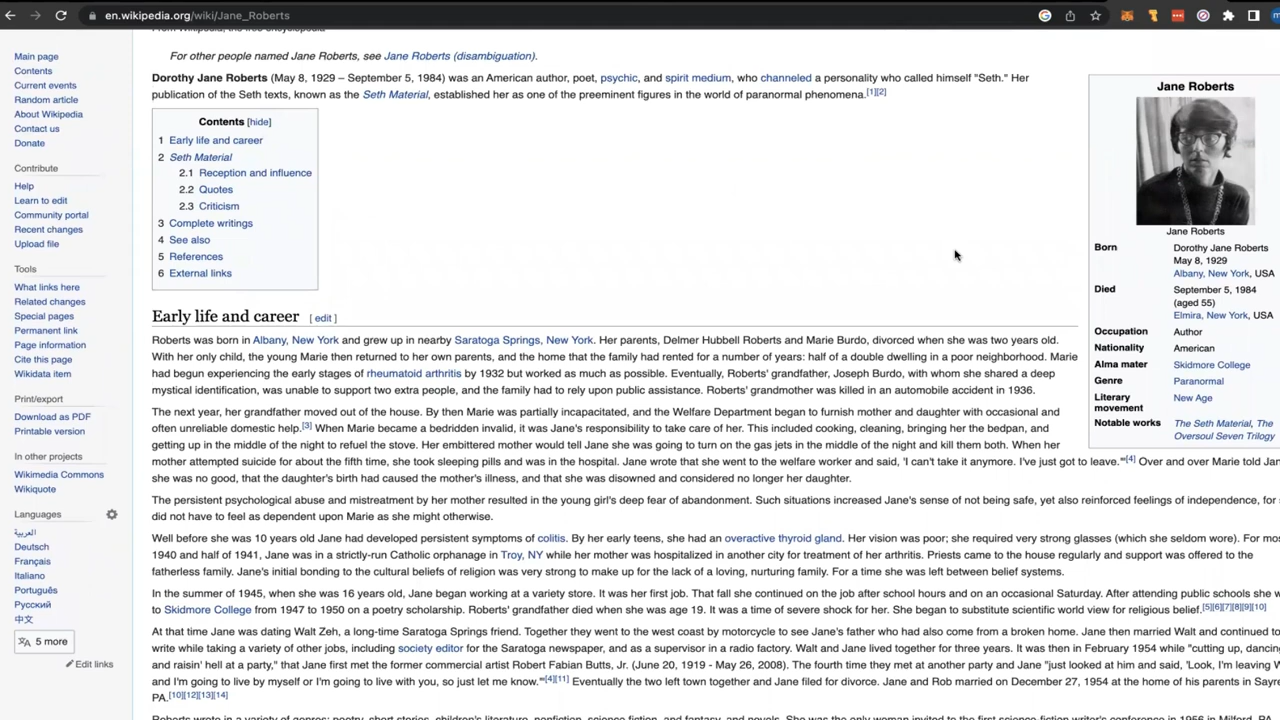 en.wikipedia.org/wiki/Jane_Roberts
Main page
Contents
Current events
Random article
About Wikipedia
Contact us
Donate
Contribute
Help
Learn to edit
Community portal
Recent changes
Upload file
Tools
What links here
Related changes
Special pages
Permanent link
Page information
Cite this page
Wikidata item
Print/export
Download as PDF
Printable version
In other projects
Wikimedia Commons
Wikiquote
Languages
العربية
Deutsch
Français
Italiano
Português
Русский
中文
5 more
Edit links
For other people named Jane Roberts, see Jane Roberts (disambiguation).
Dorothy Jane Roberts (May 8, 1929 – September 5, 1984) was an American author, poet, psychic, and spirit medium, who channeled a personality who called himself "Seth." Her
publication of the Seth texts, known as the Seth Material, established her as one of the preeminent figures in the world of paranormal phenomena.[1][2]
Contents [hide]
1 Early life and career
2 Seth Material
2.1 Reception and influence
2.2 Quotes
2.3 Criticism
3 Complete writings
4 See also
5 References
6 External links
Jane Roberts
Jane Roberts
Born Dorothy Jane Roberts
May 8, 1929
Albany, New York, USA
Died September 5, 1984
(aged 55)
Elmira, New York, USA
Occupation Author
Nationality American
Alma mater Skidmore College
Genre Paranormal
Literary New Age
movement
Notable works The Seth Material, The
Oversoul Seven Trilogy
Early life and career [ edit ]
Roberts was born in Albany, New York and grew up in nearby Saratoga Springs, New York. Her parents, Delmer Hubbell Roberts and Marie Burdo, divorced when she was two years old.
With her only child, the young Marie then returned to her own parents, and the home that the family had rented for a number of years: half of a double dwelling in a poor neighborhood. Marie
had begun experiencing the early stages of rheumatoid arthritis by 1932 but worked as much as possible. Eventually, Roberts' grandfather, Joseph Burdo, with whom she shared a deep
mystical identification, was unable to support two extra people, and the family had to rely upon public assistance. Roberts' grandmother was killed in an automobile accident in 1936.
The next year, her grandfather moved out of the house. By then Marie was partially incapacitated, and the Welfare Department began to furnish mother and daughter with occasional and
often unreliable domestic help.[3] When Marie became a bedridden invalid, it was Jane's responsibility to take care of her. This included cooking, cleaning, bringing her the bedpan, and
getting up in the middle of the night to refuel the stove. Her embittered mother would tell Jane she was going to turn on the gas jets in the middle of the night and kill them both. When her
mother attempted suicide for about the fifth time, she took sleeping pills and was in the hospital. Jane wrote that she went to the welfare worker and said, 'I can't take it anymore. I've just got to leave.'"[4] Over and over Marie told Jan
she was no good, that the daughter's birth had caused the mother's illness, and that she was disowned and considered no longer her daughter.
The persistent psychological abuse and mistreatment by her mother resulted in the young girl's deep fear of abandonment. Such situations increased Jane's sense of not being safe, yet also reinforced feelings of independence, for
did not have to feel as dependent upon Marie as she might otherwise.
Well before she was 10 years old Jane had developed persistent symptoms of colitis. By her early teens, she had an overactive thyroid gland. Her vision was poor; she required very strong glasses (which she seldom wore). For mos
1940 and half of 1941, Jane was in a strictly-run Catholic orphanage in Troy, NY while her mother was hospitalized in another city for treatment of her arthritis. Priests came to the house regularly and support was offered to the
fatherless family. Jane's initial bonding to the cultural beliefs of religion was very strong to make up for the lack of a loving, nurturing family. For a time she was left between belief systems.
In the summer of 1945, when she was 16 years old, Jane began working at a variety store. It was her first job. That fall she continued on the job after school hours and on an occasional Saturday. After attending public schools she w
to Skidmore College from 1947 to 1950 on a poetry scholarship. Roberts' grandfather died when she was age 19. It was a time of severe shock for her. She began to substitute scientific world view for religious belief.[5][6][7][8][9][10]
At that time Jane was dating Walt Zeh, a long-time Saratoga Springs friend. Together they went to the west coast by motorcycle to see Jane's father who had also come from a broken home. Jane then married Walt and continued to
write while taking a variety of other jobs, including society editor for the Saratoga newspaper, and as a supervisor in a radio factory. Walt and Jane lived together for three years. It was then in February 1954 while "cutting up, dancing
and raisin' hell at a party," that Jane first met the former commercial artist Robert Fabian Butts, Jr. (June 20, 1919 - May 26, 2008). The fourth time they met at another party and Jane "just looked at him and said, 'Look, I'm leaving W
and I'm going to live by myself or I'm going to live with you, so just let me know.'"[4][11] Eventually the two left town together and Jane filed for divorce. Jane and Rob married on December 27, 1954 at the home of his parents in Sayre
PA.[10][12][13][14]